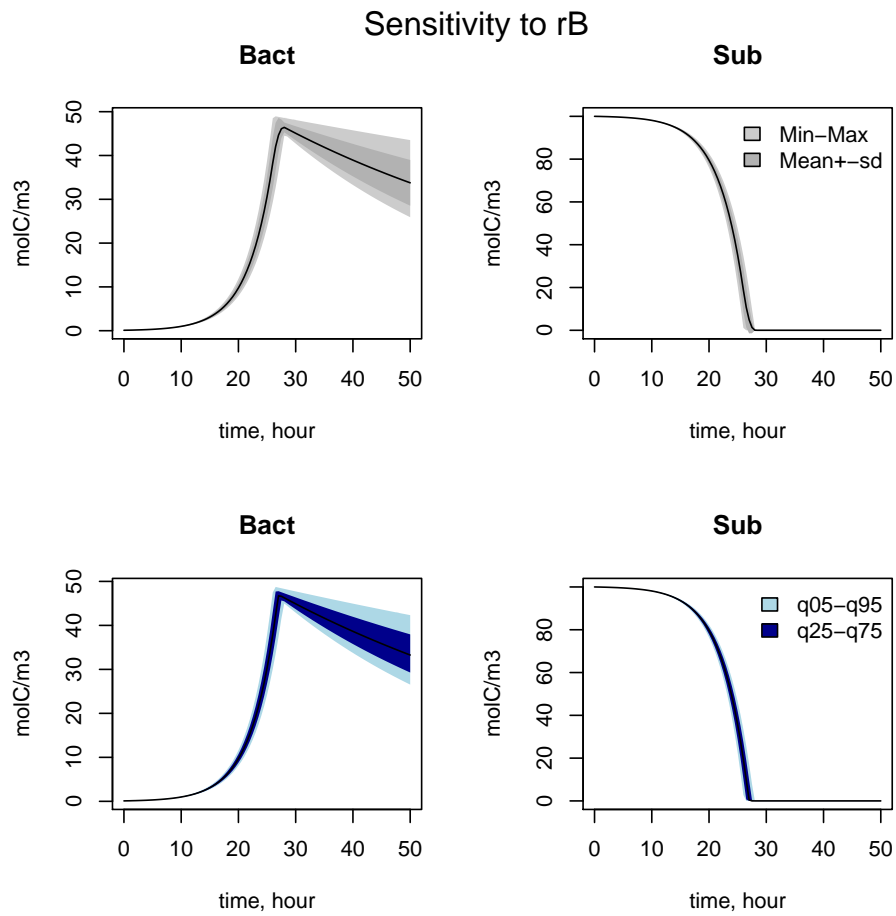 Sensitivity to rB
Bact
Sub
molC/m3
0 10 20 30 40 50
0 10 20 30 40 50
time, hour
molC/m3
0 20 40 60 80
0 10 20 30 40 50
time, hour
Min−Max
Mean+−sd
Bact
Sub
molC/m3
0 10 20 30 40 50
0 10 20 30 40 50
time, hour
molC/m3
0 20 40 60 80
0 10 20 30 40 50
time, hour
q05−q95
q25−q75